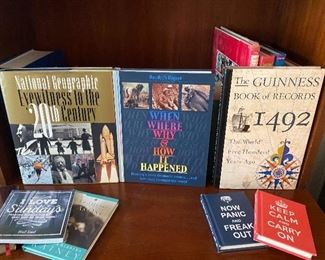 National Geographic
Eyewitness to the
20th Century
Reader's Digest
WHEN
WHERE
WHY
& HOW
IT
HAPPENED
THE GUINNESS
BOOK OF RECORDS
1492
The World
Five Hundred
Years Ago
I LOVE
Sundays
NOW
PANIC
AND
FREAK
OUT
KEEP
CALM
AND
CARRY
ON